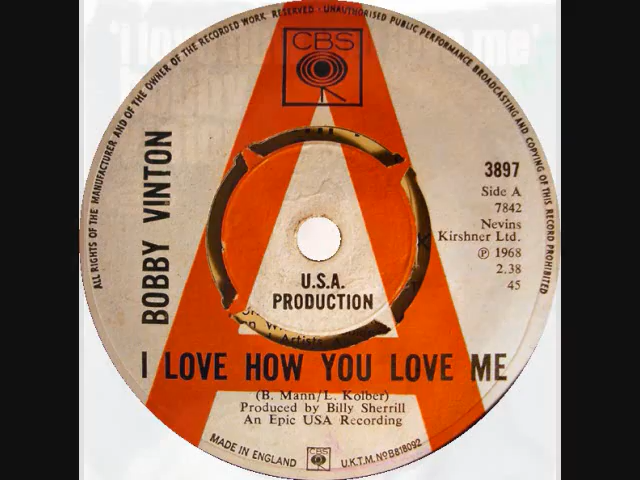 ALL RIGHTS OF THE MANUFACTURER AND OF THE OWNER OF THE RECORDED WORK RESERVED · UNAUTHORISED PUBLIC PERFORMANCE BROADCASTING AND COPYING OF THIS RECORD PROHIBITED
CBS
BOBBY VINTON
3897
Side A
7842
Nevins
Kirshner Ltd.
℗ 1968
2.38
45
U.S.A.
PRODUCTION
Artists
I LOVE HOW YOU LOVE ME
(B. Mann/L. Kolber)
Produced by Billy Sherrill
An Epic USA Recording
MADE IN ENGLAND
CBS
U.K.T.M. No B818092